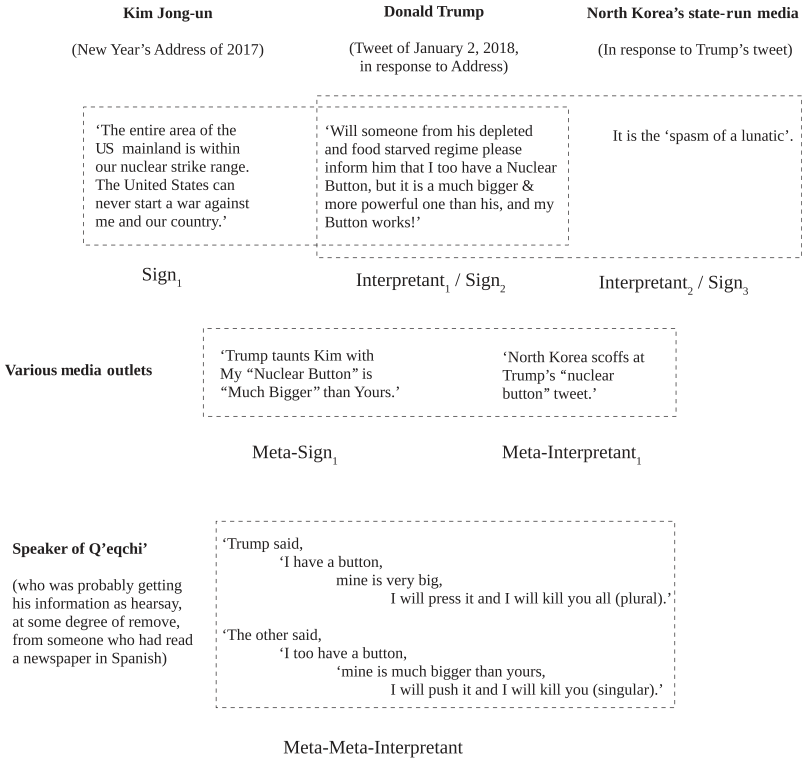 Kim Jong-un
(New Year’s Address of 2017)
Donald Trump
(Tweet of January 2, 2018,
in response to Address)
North Korea’s state-run media
(In response to Trump’s tweet)
‘The entire area of the
US mainland is within
our nuclear strike range.
The United States can
never start a war against
me and our country.’
Sign1
‘Will someone from his depleted
and food starved regime please
inform him that I too have a Nuclear
Button, but it is a much bigger &
more powerful one than his, and my
Button works!’
Interpretant1 / Sign2
It is the ‘spasm of a lunatic’.
Interpretant2 / Sign3
Various media outlets
‘Trump taunts Kim with
My “Nuclear Button” is
“Much Bigger” than Yours.’
Meta-Sign1
‘North Korea scoffs at
Trump’s “nuclear
button” tweet.’
Meta-Interpretant1
Speaker of Q’eqchi’
(who was probably getting
his information as hearsay,
at some degree of remove,
from someone who had read
a newspaper in Spanish)
‘Trump said,
‘I have a button,
mine is very big,
I will press it and I will kill you all (plural).’
‘The other said,
‘I too have a button,
‘mine is much bigger than yours,
I will push it and I will kill you (singular).’
Meta-Meta-Interpretant